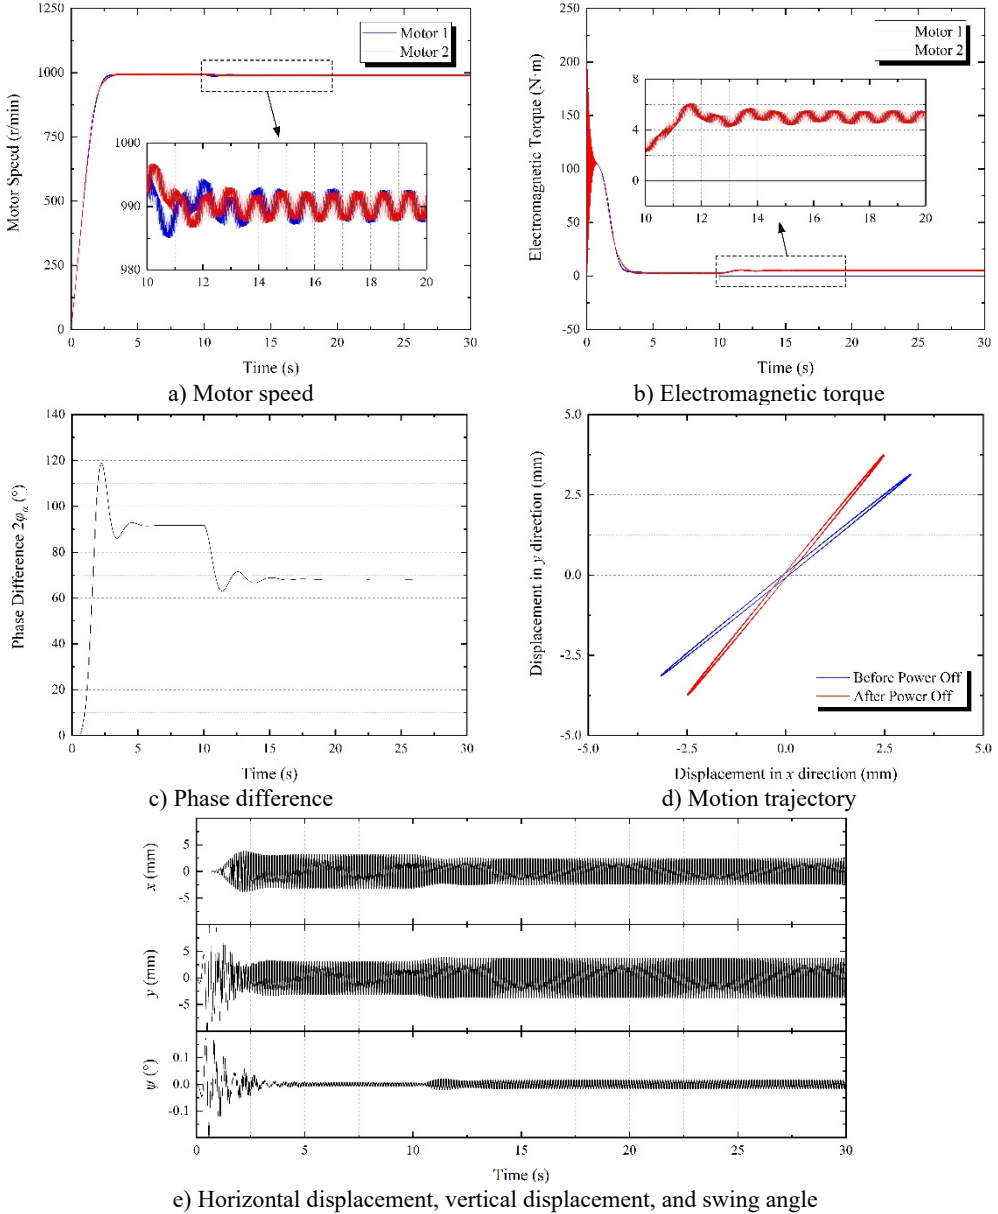 Motor Speed (r/min)
1500
1250
1000
750
500
250
0
Motor 1
Motor 2
1000
990
980
10 12 14 16 18 20
0 5 10 15 20 25 30
Time (s)
a) Motor speed
Electromagnetic Torque (N·m)
250
200
150
100
50
0
-50
Motor 1
Motor 2
8
4
0
10 12 14 16 18 20
0 5 10 15 20 25 30
Time (s)
b) Electromagnetic torque
Phase Difference 2φα (°)
140
120
100
80
60
40
20
0
0 5 10 15 20 25 30
Time (s)
c) Phase difference
Displacement in y direction (mm)
5.0
2.5
0.0
-2.5
-5.0
Before Power Off
After Power Off
-5.0 -2.5 0.0 2.5 5.0
Displacement in x direction (mm)
d) Motion trajectory
x (mm)
5
0
-5
y (mm)
5
0
-5
ψ (°)
0.1
0.0
-0.1
0 5 10 15 20 25 30
Time (s)
e) Horizontal displacement, vertical displacement, and swing angle